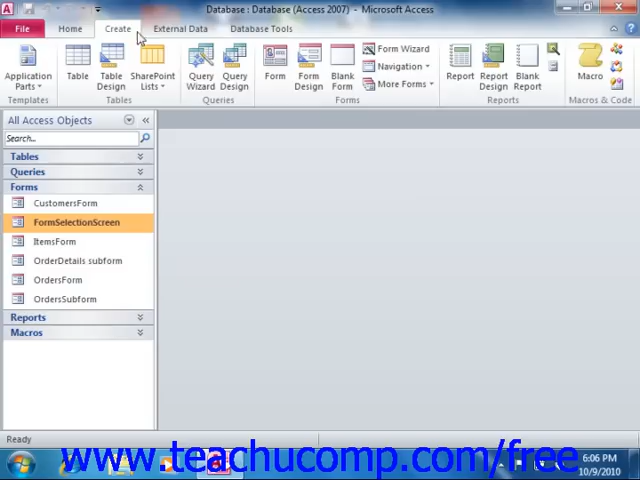 Database : Database (Access 2007) - Microsoft Access
File Home Create External Data Database Tools
Application Parts Table Table Design SharePoint Lists Query Wizard Query Design Form Form Design Blank Form Form Wizard Navigation More Forms Report Report Design Blank Report Macro
Templates Tables Queries Forms Reports Macros & Code
All Access Objects
Search...
Tables
Queries
Forms
CustomersForm
FormSelectionScreen
ItemsForm
OrderDetails subform
OrdersForm
OrdersSubform
Reports
Macros
Ready
www.teachucomp.com/free
6:06 PM
10/9/2010